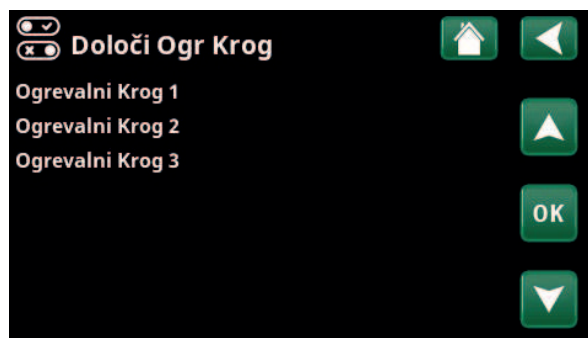 Določi Ogr Krog
Ogrevalni Krog 1
Ogrevalni Krog 2
Ogrevalni Krog 3
OK